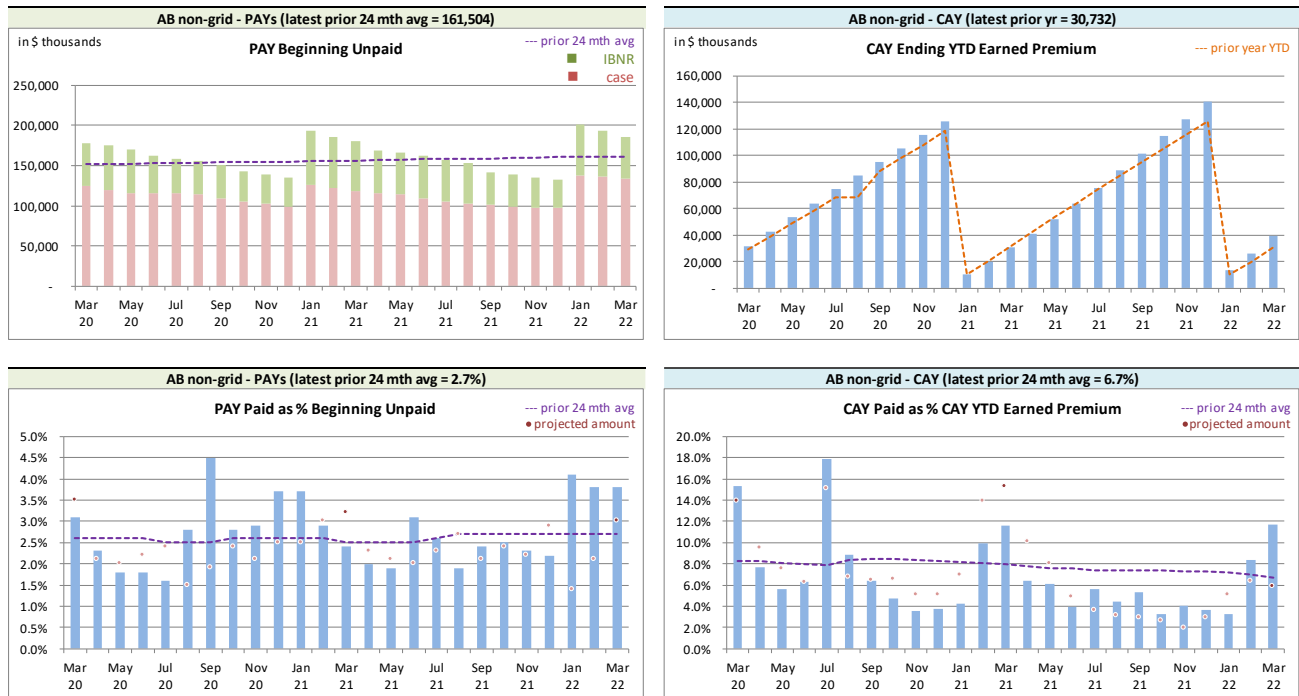 AB non-grid - PAYs (latest prior 24 mth avg = 161,504)
in $ thousands
PAY Beginning Unpaid
--- prior 24 mth avg
IBNR
case
250,000
200,000
150,000
100,000
50,000
-
Mar May Jul Sep Nov Jan Mar May Jul Sep Nov Jan Mar
20 20 20 20 20 21 21 21 21 21 21 22 22
AB non-grid - CAY (latest prior yr = 30,732)
in $ thousands
CAY Ending YTD Earned Premium
--- prior year YTD
160,000
140,000
120,000
100,000
80,000
60,000
40,000
20,000
-
Mar May Jul Sep Nov Jan Mar May Jul Sep Nov Jan Mar
20 20 20 20 20 21 21 21 21 21 21 22 22
AB non-grid - PAYs (latest prior 24 mth avg = 2.7%)
PAY Paid as % Beginning Unpaid
--- prior 24 mth avg
projected amount
5.0%
4.5%
4.0%
3.5%
3.0%
2.5%
2.0%
1.5%
1.0%
0.5%
0.0%
Mar May Jul Sep Nov Jan Mar May Jul Sep Nov Jan Mar
20 20 20 20 20 21 21 21 21 21 21 22 22
AB non-grid - CAY (latest prior 24 mth avg = 6.7%)
CAY Paid as % CAY YTD Earned Premium
--- prior 24 mth avg
projected amount
20.0%
18.0%
16.0%
14.0%
12.0%
10.0%
8.0%
6.0%
4.0%
2.0%
0.0%
Mar May Jul Sep Nov Jan Mar May Jul Sep Nov Jan Mar
20 20 20 20 20 21 21 21 21 21 21 22 22